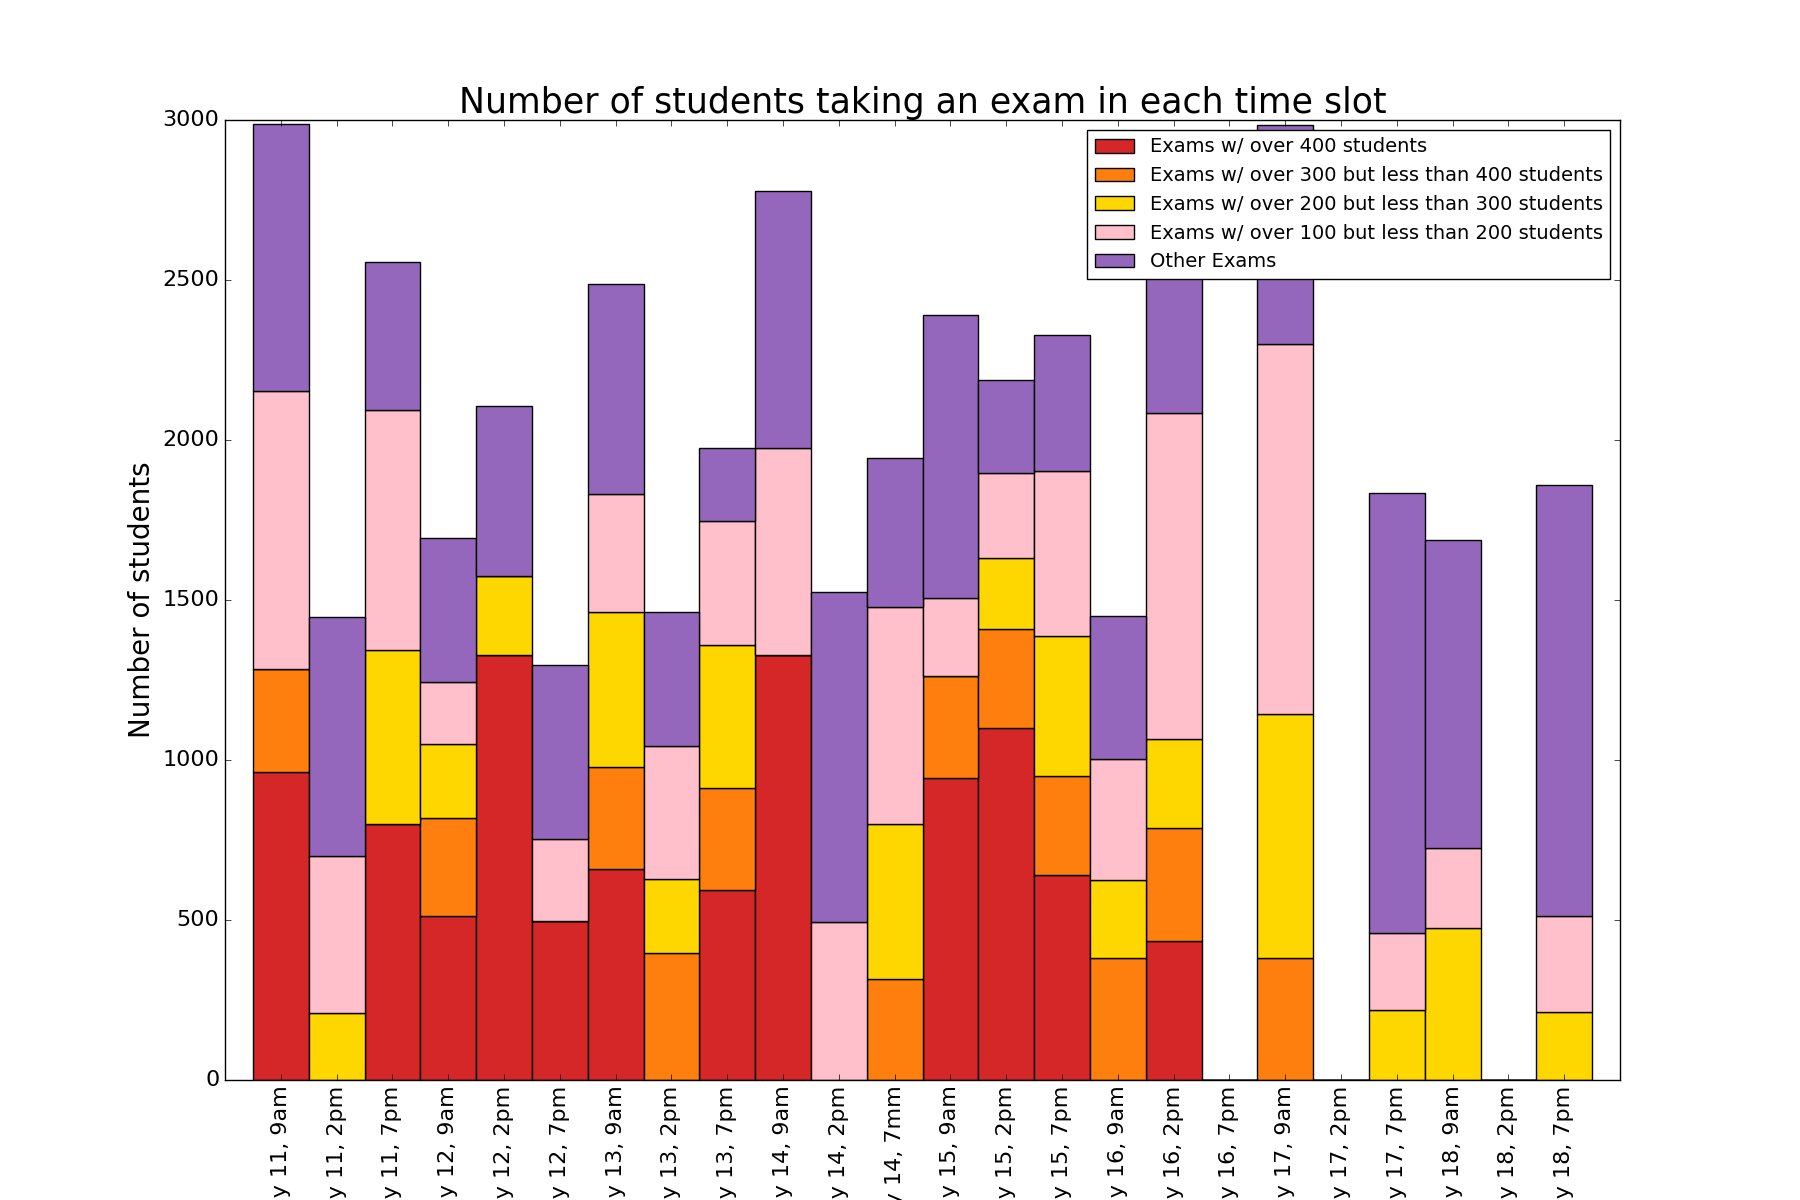 Number of students taking an exam in each time slot
Exams w/ over 400 students
Exams w/ over 300 but less than 400 students
Exams w/ over 200 but less than 300 students
Exams w/ over 100 but less than 200 students
Other Exams
Number of students
3000
2500
2000
1500
1000
500
0
y 11, 9am
y 11, 2pm
y 11, 7pm
y 12, 9am
y 12, 2pm
y 12, 7pm
y 13, 9am
y 13, 2pm
y 13, 7pm
y 14, 9am
y 14, 2pm
y 14, 7mm
y 15, 9am
y 15, 2pm
y 15, 7pm
y 16, 9am
y 16, 2pm
y 16, 7pm
y 17, 9am
y 17, 2pm
y 17, 7pm
y 18, 9am
y 18, 2pm
y 18, 7pm